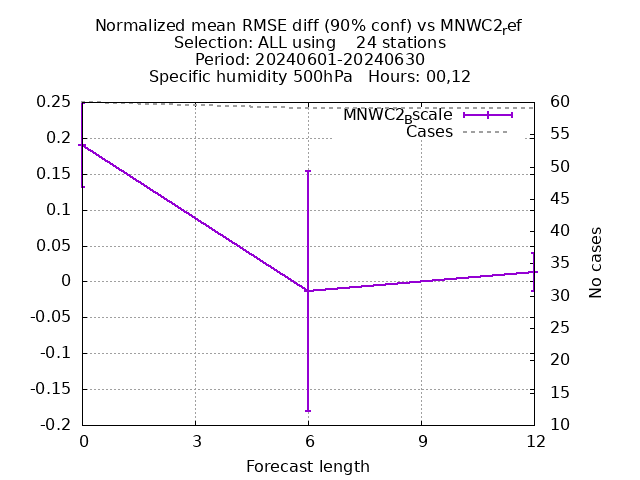 Normalized mean RMSE diff (90% conf) vs MNWC2ref
Selection: ALL using 24 stations
Period: 20240601-20240630
Specific humidity 500hPa Hours: 00,12
MNWC2Bscale
Cases
0.25
0.2
0.15
0.1
0.05
0
-0.05
-0.1
-0.15
-0.2
60
55
50
45
40
35
30
25
20
15
10
No cases
0 3 6 9 12
Forecast length